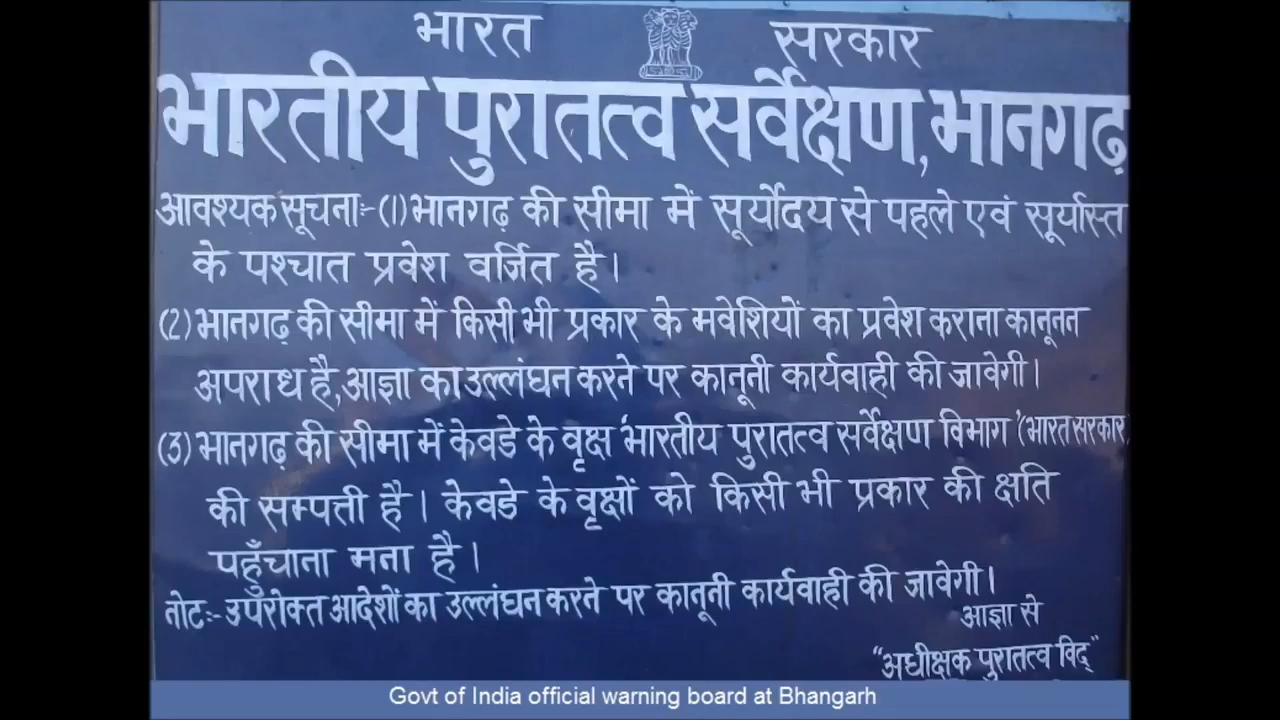 भारत सरकार
भारतीय पुरातत्व सर्वेक्षण, भानगढ़
आवश्यक सूचनाः-(1) भानगढ़ की सीमा में सूर्योदय से पहले एवं सूर्यास्त
के पश्चात प्रवेश वर्जित है।
(2) भानगढ़ की सीमा में किसी भी प्रकार के मवेशियों का प्रवेश कराना कानूनन
अपराध है, आज्ञा का उल्लंघन करने पर कानूनी कार्यवाही की जावेगी।
(3) भानगढ़ की सीमा में केवडे के वृक्ष "भारतीय पुरातत्व सर्वेक्षण विभाग" (भारत सरकार)
की सम्पत्ती है। केवडे के वृक्षों को किसी भी प्रकार की क्षति
पहुँचाना मना है।
नोटः- उपरोक्त आदेशों का उल्लंघन करने पर कानूनी कार्यवाही की जावेगी।
आज्ञा से
"अधीक्षक पुरातत्व विद्"
Govt of India official warning board at Bhangarh